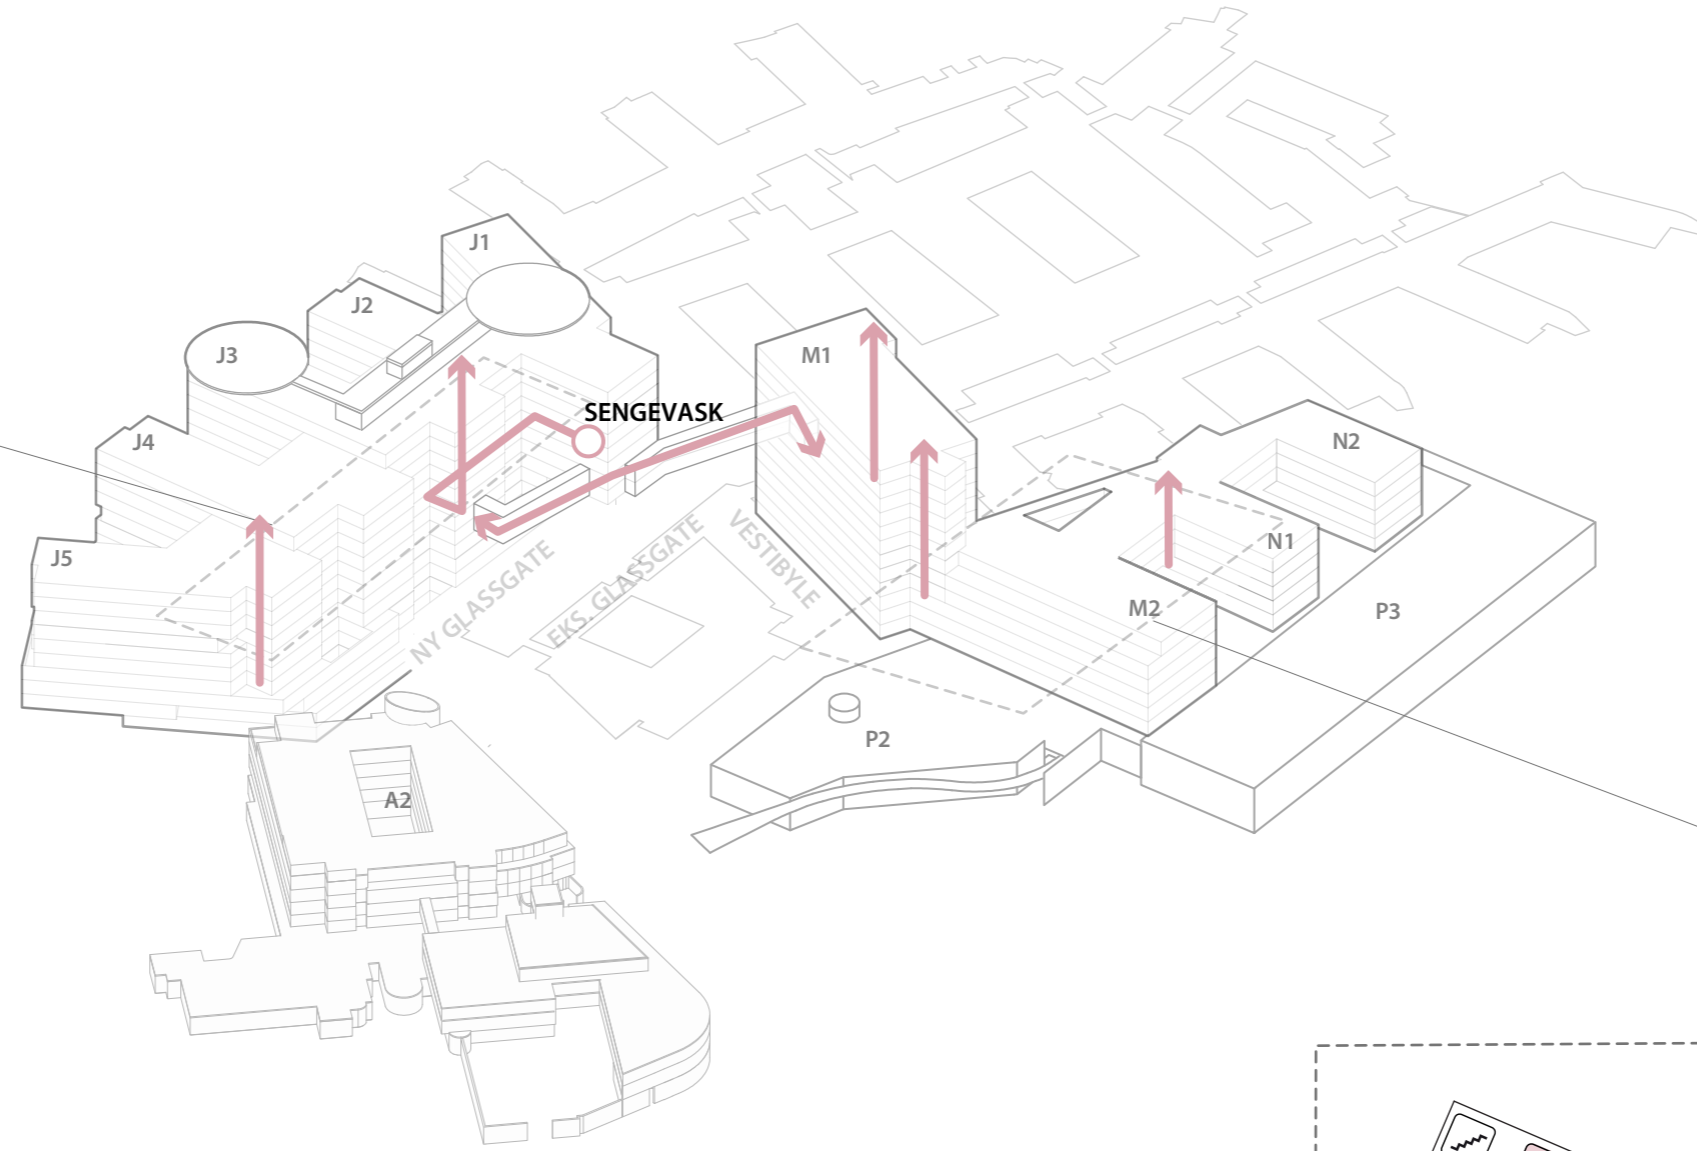 J1
J2
J3
M1
SENGEVASK
J4
N2
J5
N1
NY GLASSGATE
EKS. GLASSGATE
VESTIBYLE
M2
P3
P2
A2